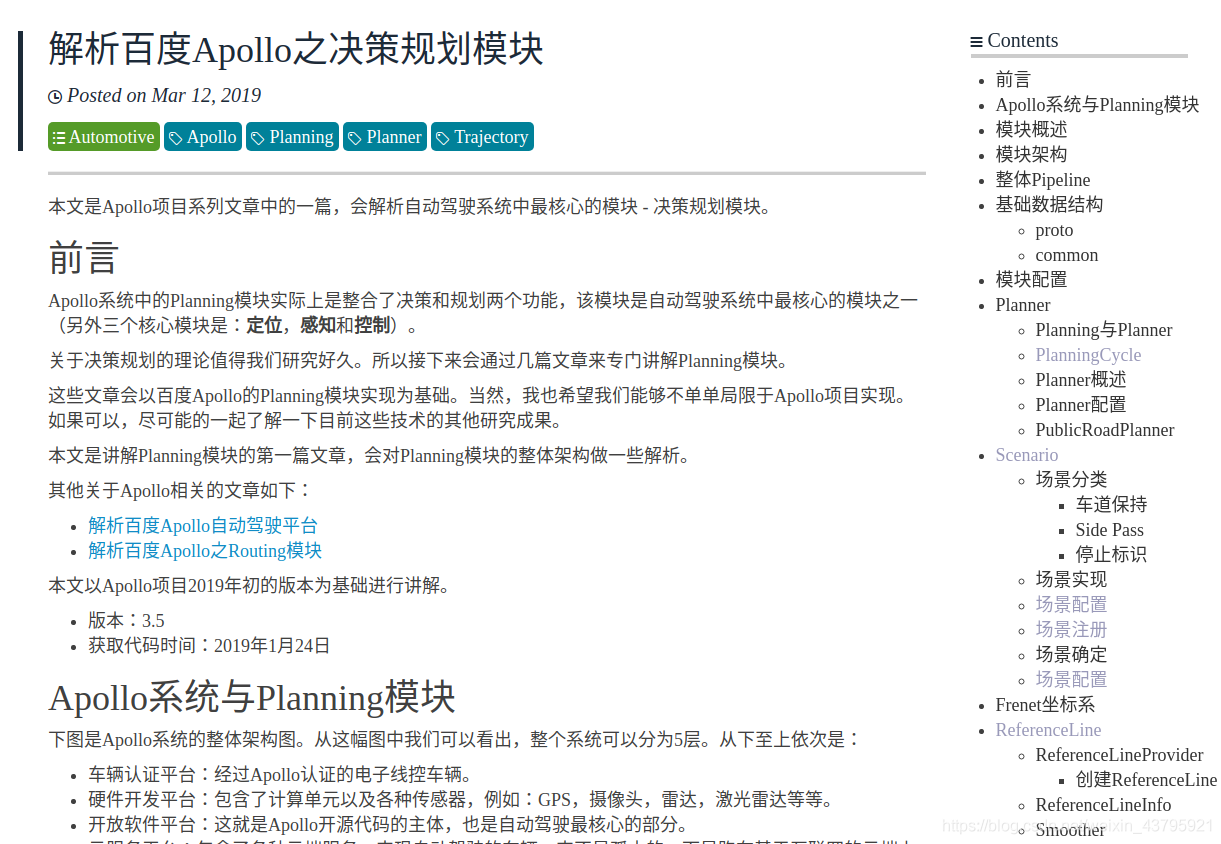 解析百度Apollo之决策规划模块
Posted on Mar 12, 2019
Automotive Apollo Planning Planner Trajectory
本文是Apollo项目系列文章中的一篇，会解析自动驾驶系统中最核心的模块 - 决策规划模块。
前言
Apollo系统中的Planning模块实际上是整合了决策和规划两个功能，该模块是自动驾驶系统中最核心的模块之一
（另外三个核心模块是：定位，感知和控制）。
关于决策规划的理论值得我们研究好久。所以接下来会通过几篇文章来专门讲解Planning模块。
这些文章会以百度Apollo的Planning模块实现为基础。当然，我也希望我们能够不单单局限于Apollo项目实现。
如果可以，尽可能的一起了解一下目前这些技术的其他研究成果。
本文是讲解Planning模块的第一篇文章，会对Planning模块的整体架构做一些解析。
其他关于Apollo相关的文章如下：
解析百度Apollo自动驾驶平台
解析百度Apollo之Routing模块
本文以Apollo项目2019年初的版本为基础进行讲解。
版本：3.5
获取代码时间：2019年1月24日
Apollo系统与Planning模块
下图是Apollo系统的整体架构图。从这幅图中我们可以看出，整个系统可以分为5层。从下至上依次是：
车辆认证平台：经过Apollo认证的电子线控车辆。
硬件开发平台：包含了计算单元以及各种传感器，例如：GPS，摄像头，雷达，激光雷达等等。
开放软件平台：这就是Apollo开源代码的主体，也是自动驾驶最核心的部分。
Contents
前言
Apollo系统与Planning模块
模块概述
模块架构
整体Pipeline
基础数据结构
proto
common
模块配置
Planner
Planning与Planner
PlanningCycle
Planner概述
Planner配置
PublicRoadPlanner
Scenario
场景分类
车道保持
Side Pass
停止标识
场景实现
场景配置
场景注册
场景确定
场景配置
Frenet坐标系
ReferenceLine
ReferenceLineProvider
创建ReferenceLine
ReferenceLineInfo
Smoother
https://blog.csdn.net/weixin_43795921